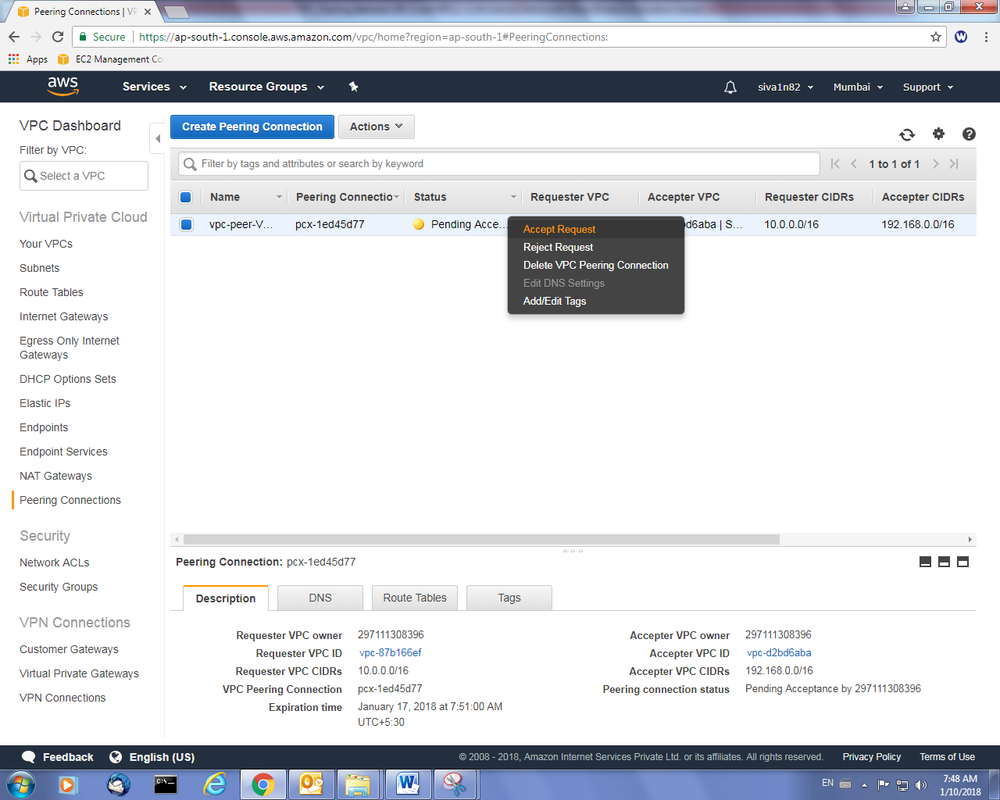 Peering Connections | VP
Secure
https://ap-south-1.console.aws.amazon.com/vpc/home?region=ap-south-1#PeeringConnections:
W
Apps
EC2 Management Co
aws
Services
Resource Groups
siva1n82
Mumbai
Support
VPC Dashboard
Filter by VPC:
Select a VPC
Virtual Private Cloud
Your VPCs
Subnets
Route Tables
Internet Gateways
Egress Only Internet
Gateways
DHCP Options Sets
Elastic IPs
Endpoints
Endpoint Services
NAT Gateways
Peering Connections
Security
Network ACLs
Security Groups
VPN Connections
Customer Gateways
Virtual Private Gateways
VPN Connections
Create Peering Connection
Actions
?
Filter by tags and attributes or search by keyword
1 to 1 of 1
Name Peering Connectio Status Requester VPC Accepter VPC Requester CIDRs Accepter CIDRs
vpc-peer-V... pcx-1ed45d77 Pending Acce... bd6aba | S... 10.0.0.0/16 192.168.0.0/16
Accept Request
Reject Request
Delete VPC Peering Connection
Edit DNS Settings
Add/Edit Tags
Peering Connection: pcx-1ed45d77
Description DNS Route Tables Tags
Requester VPC owner 297111308396
Requester VPC ID vpc-87b166ef
Requester VPC CIDRs 10.0.0.0/16
VPC Peering Connection pcx-1ed45d77
Expiration time January 17, 2018 at 7:51:00 AM
UTC+5:30
Accepter VPC owner 297111308396
Accepter VPC ID vpc-d2bd6aba
Accepter VPC CIDRs 192.168.0.0/16
Peering connection status Pending Acceptance by 297111308396
Feedback
English (US)
© 2008 - 2018, Amazon Internet Services Private Ltd. or its affiliates. All rights reserved.
Privacy Policy
Terms of Use
C:\
W
EN
7:48 AM
1/10/2018